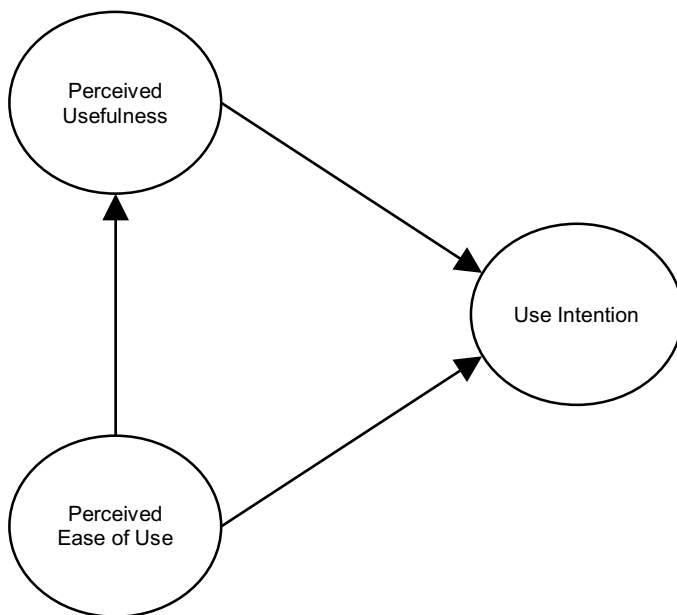 Perceived
Usefulness
Use Intention
Perceived
Ease of Use